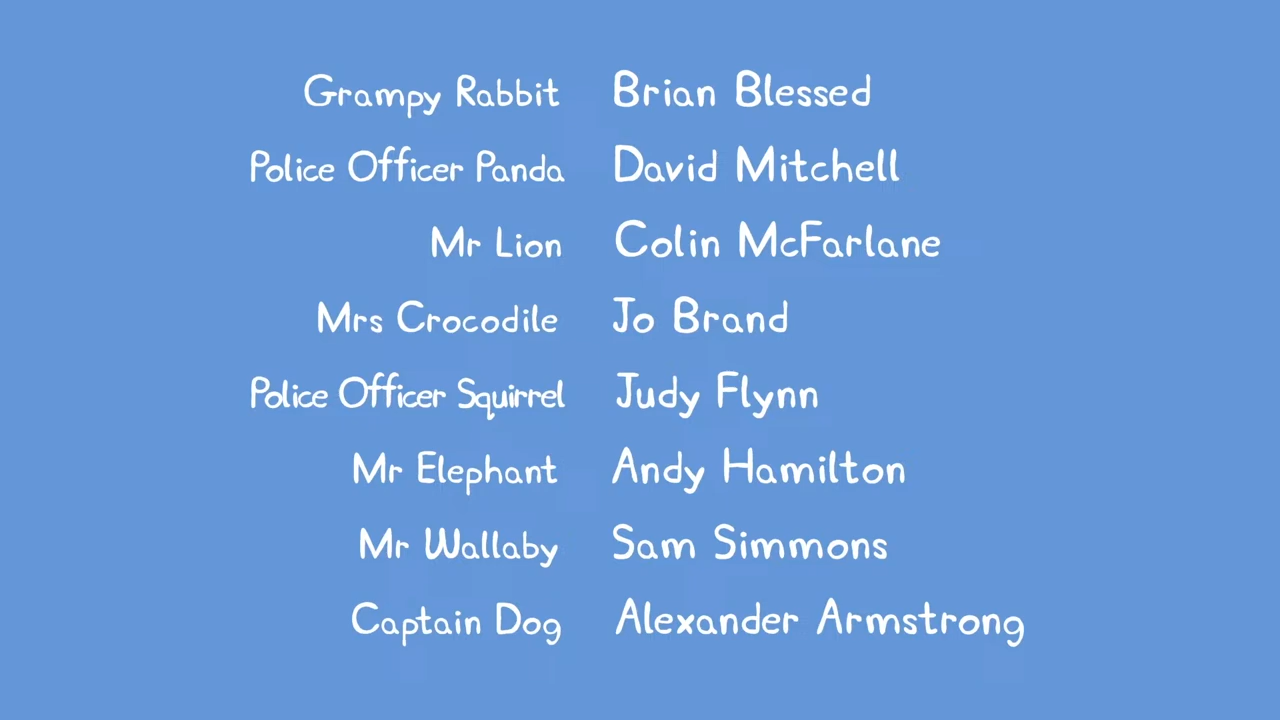 Grampy Rabbit Brian Blessed
Police Officer Panda David Mitchell
Mr Lion Colin McFarlane
Mrs Crocodile Jo Brand
Police Officer Squirrel Judy Flynn
Mr Elephant Andy Hamilton
Mr Wallaby Sam Simmons
Captain Dog Alexander Armstrong